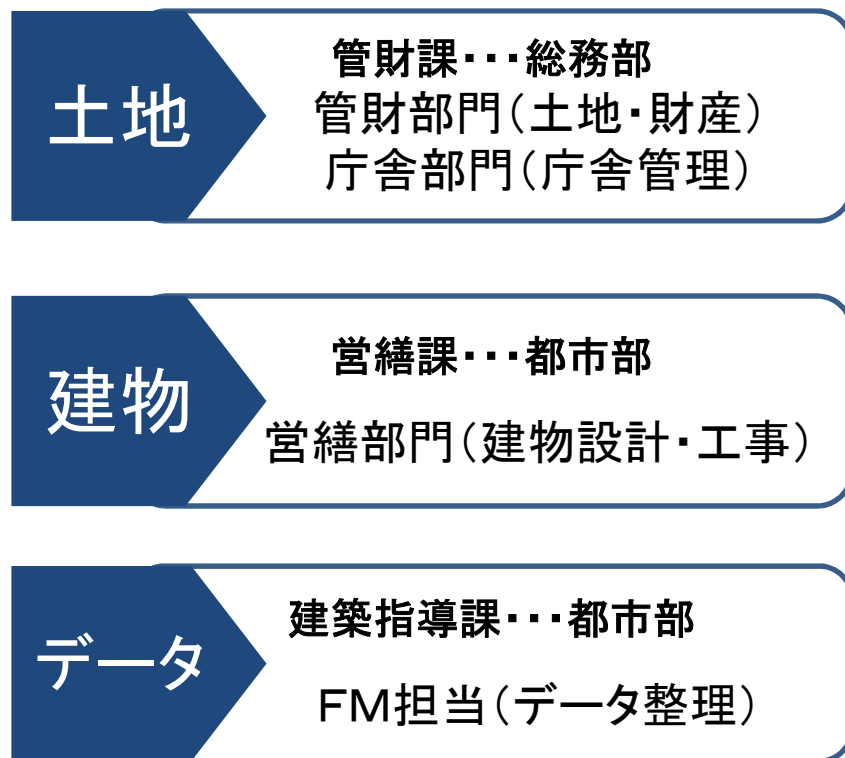 土地
管財課・・・総務部
管財部門（土地・財産）
庁舎部門（庁舎管理）
建物
営繕課・・・都市部
営繕部門（建物設計・工事）
データ
建築指導課・・・都市部
ＦＭ担当（データ整理）